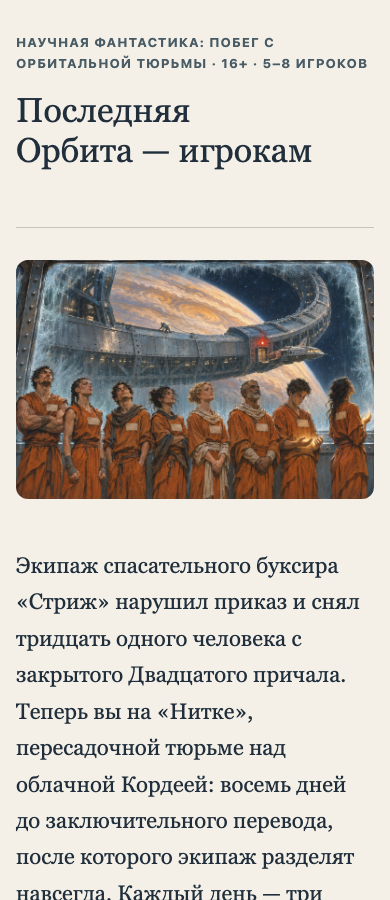 НАУЧНАЯ ФАНТАСТИКА: ПОБЕГ С
ОРБИТАЛЬНОЙ ТЮРЬМЫ · 16+ · 5–8 ИГРОКОВ
Последняя
Орбита — игрокам
Экипаж спасательного буксира
«Стриж» нарушил приказ и снял
тридцать одного человека с
закрытого Двадцатого причала.
Теперь вы на «Нитке»,
пересадочной тюрьме над
облачной Кордеей: восемь дней
до заключительного перевода,
после которого экипаж разделят
навсегда. Каждый день — три